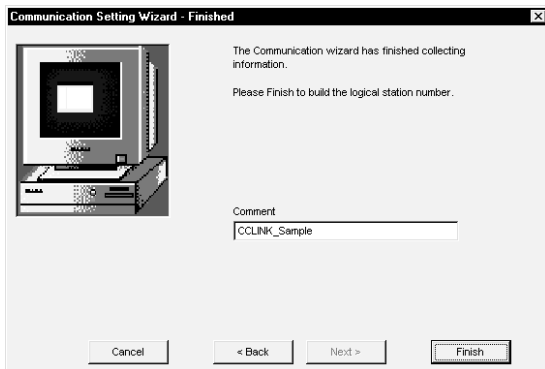 Communication Setting Wizard - Finished
The Communication wizard has finished collecting
information.
Please Finish to build the logical station number.
Comment
CCLINK_Sample
Cancel
< Back
Next >
Finish